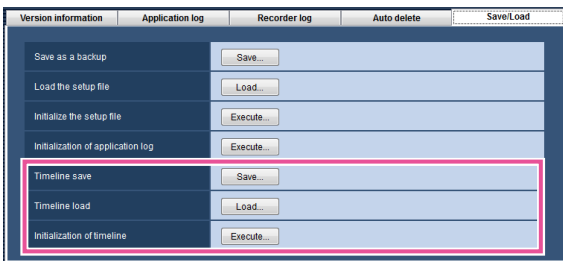 Version information Application log Recorder log Auto delete Save/Load
Save as a backup Save...
Load the setup file Load...
Initialize the setup file Execute...
Initialization of application log Execute...
Timeline save Save...
Timeline load Load...
Initialization of timeline Execute...